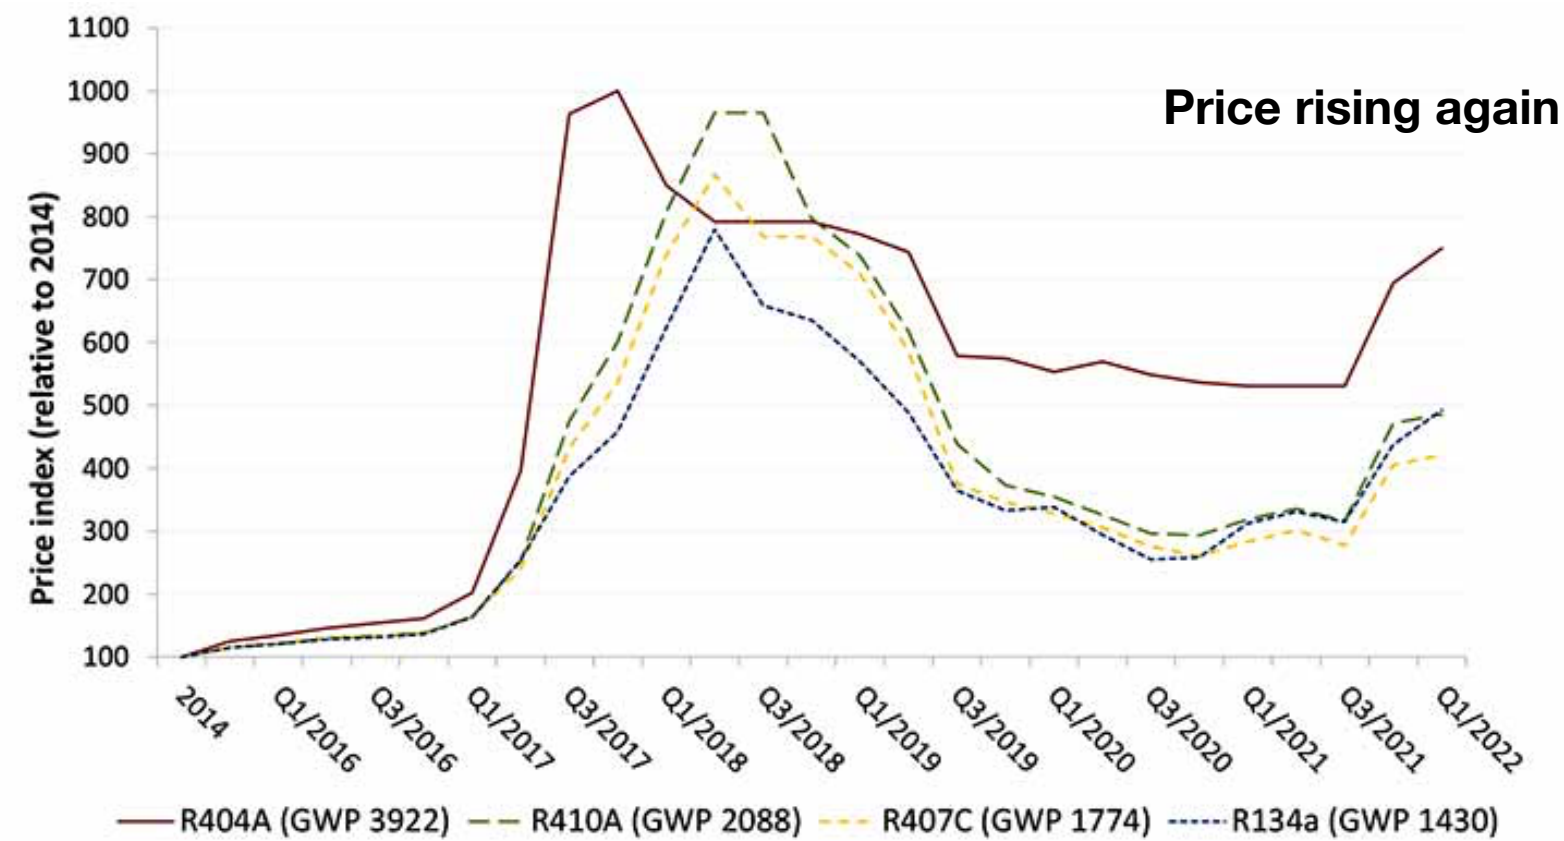 Price rising again
Price index (relative to 2014)
1100
1000
900
800
700
600
500
400
300
200
100
2014
Q1/2016
Q3/2016
Q1/2017
Q3/2017
Q1/2018
Q3/2018
Q1/2019
Q3/2019
Q1/2020
Q3/2020
Q1/2021
Q3/2021
Q1/2022
R404A (GWP 3922)
R410A (GWP 2088)
R407C (GWP 1774)
R134a (GWP 1430)